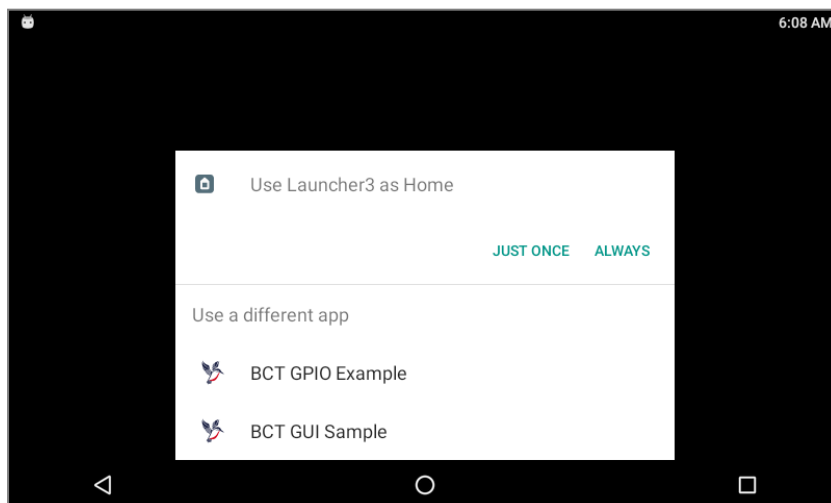 6:08 AM
Use Launcher3 as Home
JUST ONCE ALWAYS
Use a different app
BCT GPIO Example
BCT GUI Sample